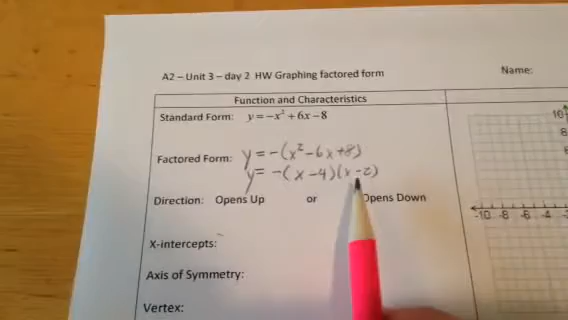 A2 – Unit 3 – day 2 HW Graphing factored form
Name:
Function and Characteristics
Standard Form: y = -x² + 6x - 8
Factored Form: y = -(x² - 6x + 8)
y = -(x - 4)(x - 2)
Direction: Opens Up or Opens Down
X-intercepts:
Axis of Symmetry:
Vertex:
10
8
6
-10 -8 -6 -4